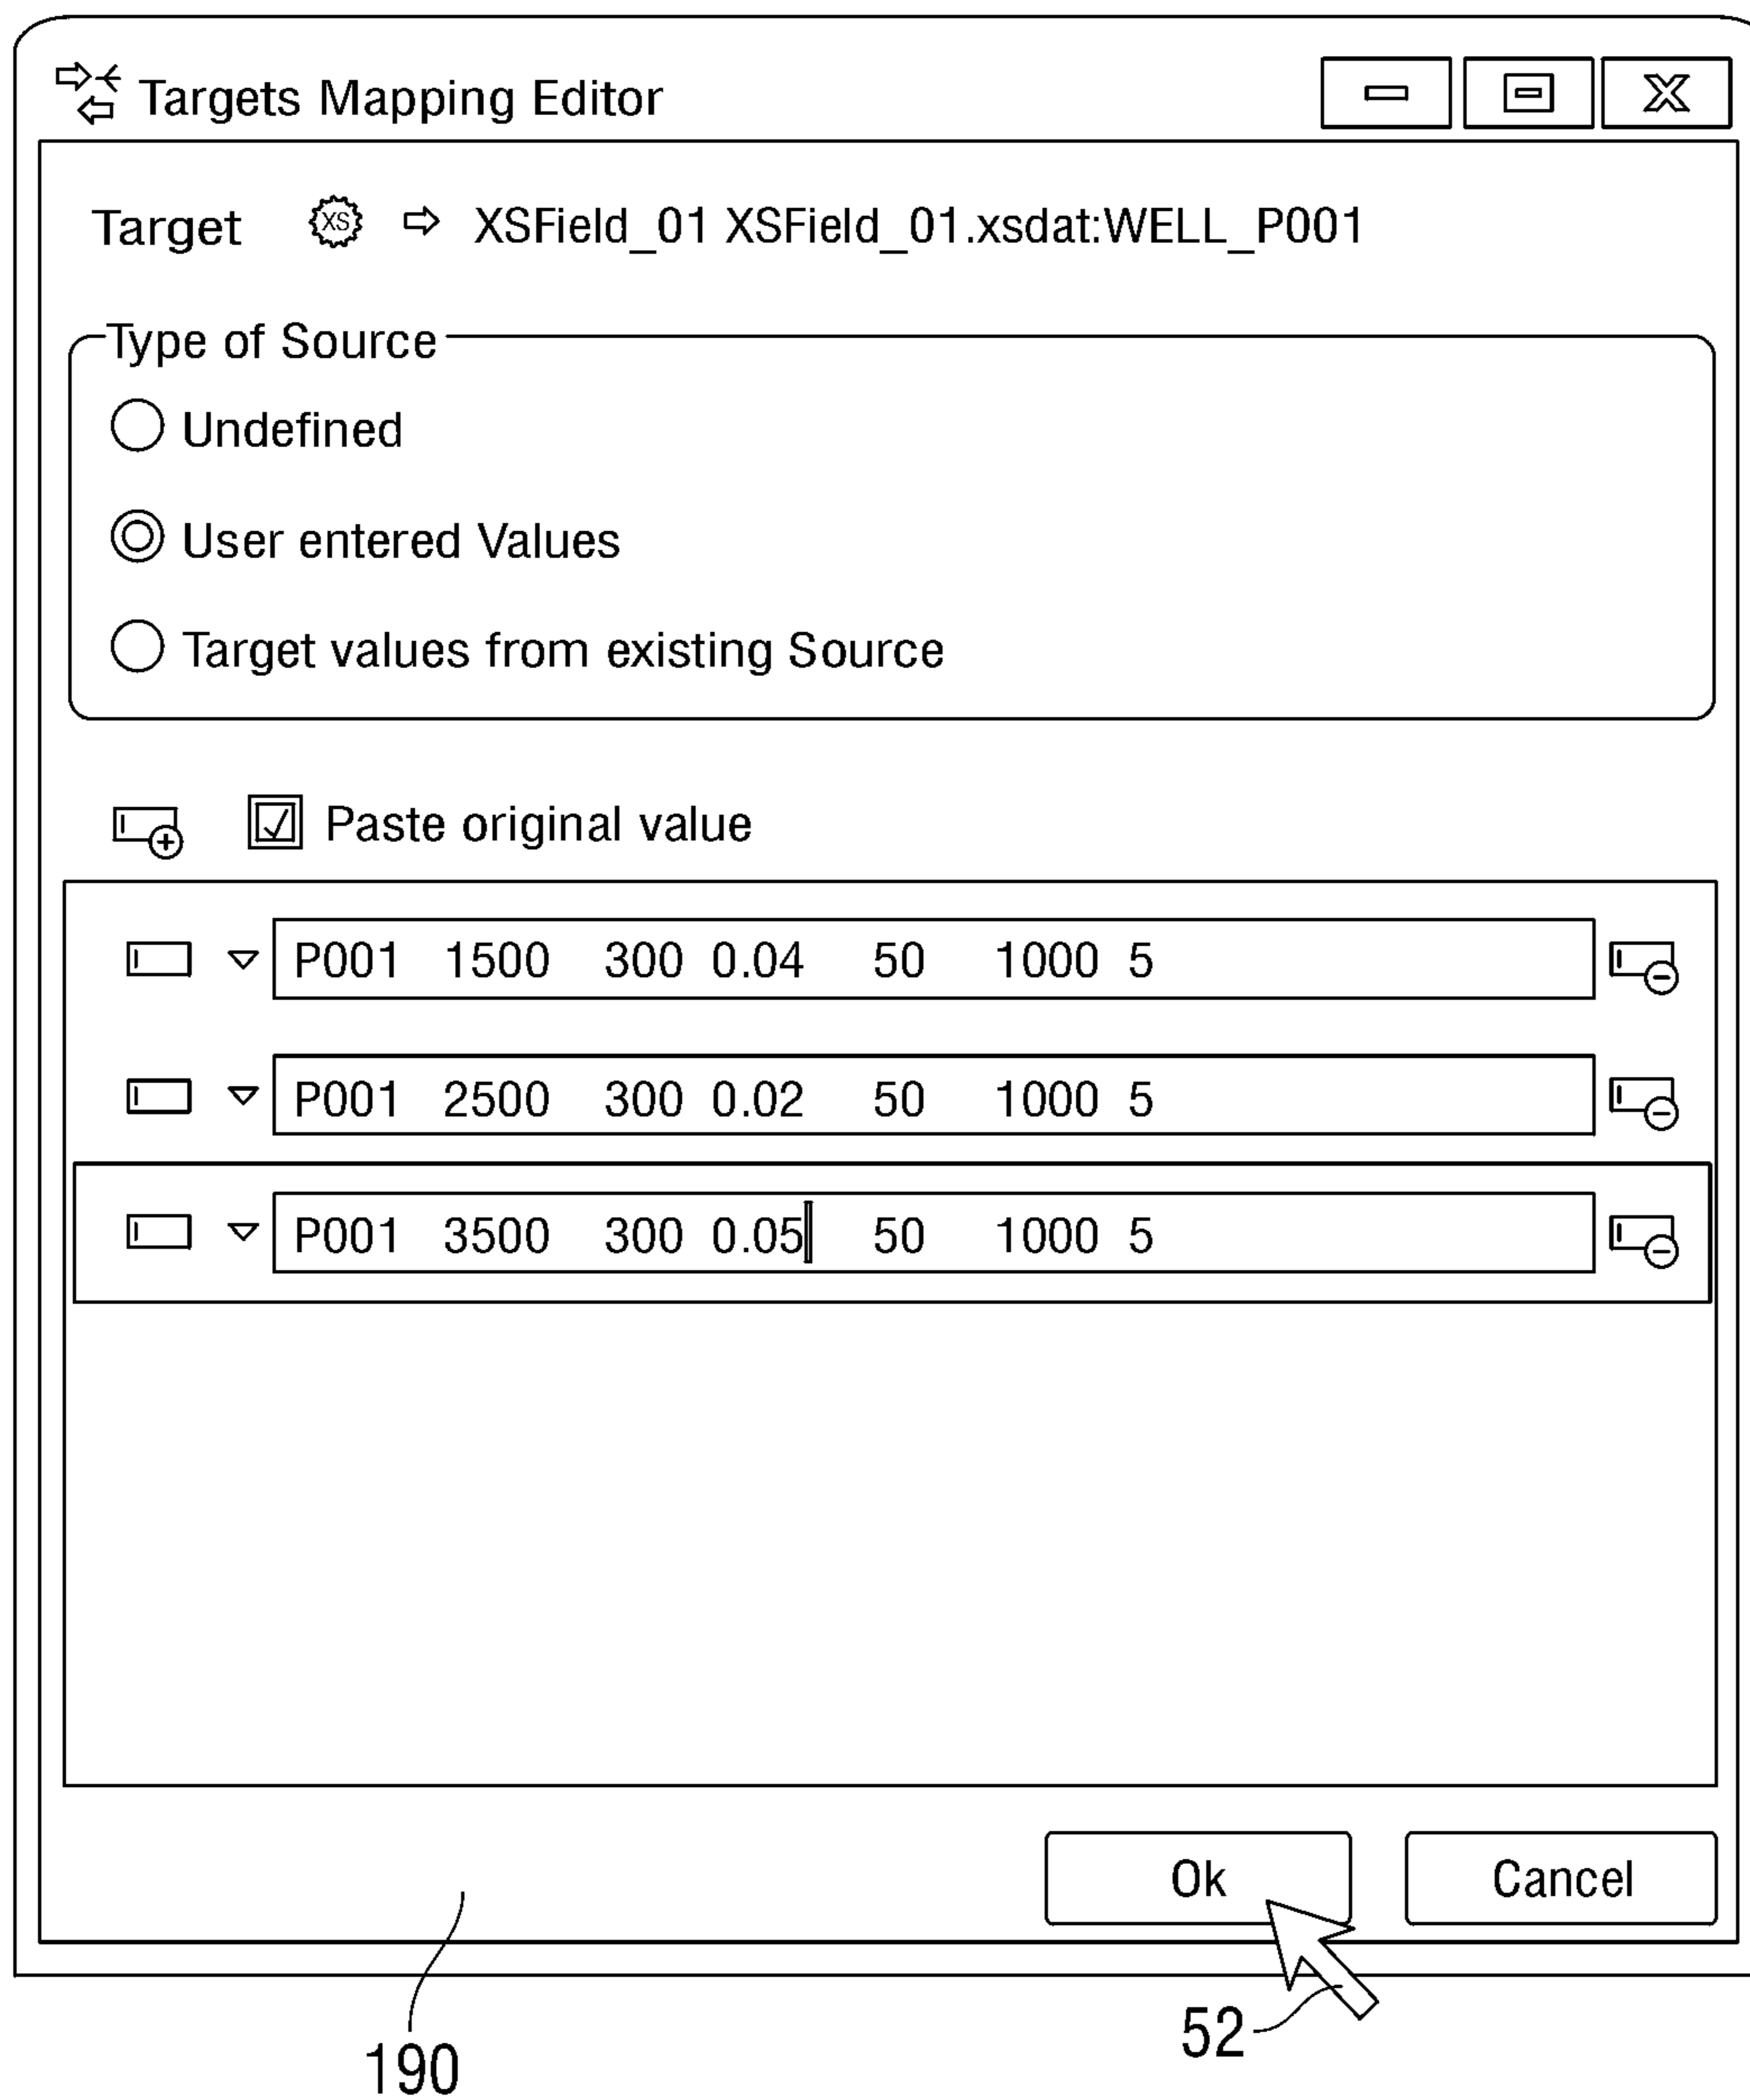 Targets Mapping Editor
Target XS XSField_01 XSField_01.xsdat:WELL_P001
Type of Source
Undefined
User entered Values
Target values from existing Source
Paste original value
P001 1500 300 0.04 50 1000 5
P001 2500 300 0.02 50 1000 5
P001 3500 300 0.05 50 1000 5
Ok Cancel
190 52